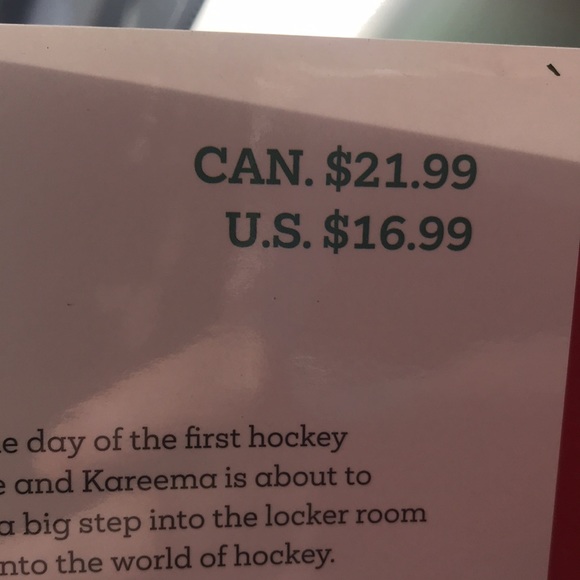 CAN. $21.99
U.S. $16.99
day of the first hockey
and Kareema is about to
a big step into the locker room
the world of hockey.